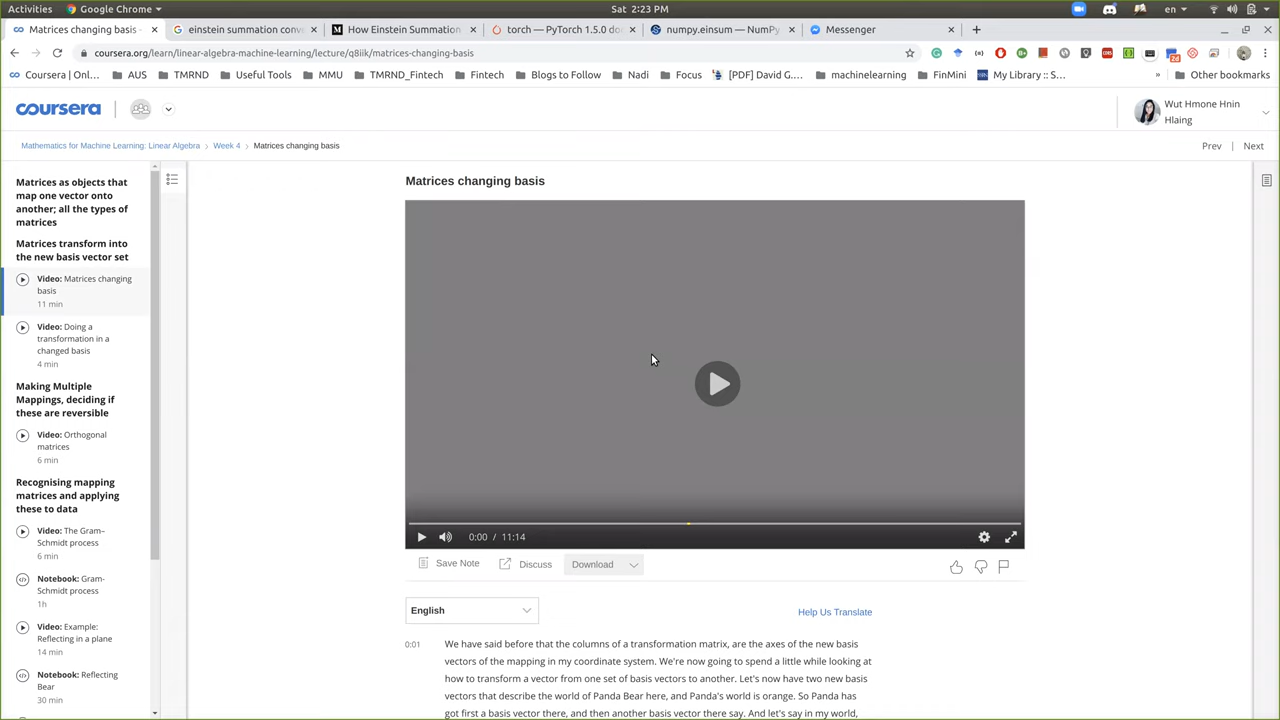 Activities Google Chrome Sat 2:23 PM en
Matrices changing basis - einstein summation conv How Einstein Summation torch — PyTorch 1.5.0 do numpy.einsum — NumPy Messenger
coursera.org/learn/linear-algebra-machine-learning/lecture/q8iik/matrices-changing-basis
Coursera | Onl... AUS TMRND Useful Tools MMU TMRND_Fintech Fintech Blogs to Follow Nadi Focus [PDF] David G.... machinelearning FinMini My Library :: S... » Other bookmarks
coursera
Wut Hmone Hnin
Hlaing
Mathematics for Machine Learning: Linear Algebra > Week 4 > Matrices changing basis
Prev | Next
Matrices as objects that
map one vector onto
another; all the types of
matrices
Matrices transform into
the new basis vector set
Video: Matrices changing
basis
11 min
Video: Doing a
transformation in a
changed basis
4 min
Making Multiple
Mappings, deciding if
these are reversible
Video: Orthogonal
matrices
6 min
Recognising mapping
matrices and applying
these to data
Video: The Gram–
Schmidt process
6 min
Notebook: Gram-
Schmidt process
1h
Video: Example:
Reflecting in a plane
14 min
Notebook: Reflecting
Bear
30 min
Matrices changing basis
0:00 / 11:14
Save Note Discuss Download
English
Help Us Translate
0:01 We have said before that the columns of a transformation matrix, are the axes of the new basis
vectors of the mapping in my coordinate system. We're now going to spend a little while looking at
how to transform a vector from one set of basis vectors to another. Let's now have two new basis
vectors that describe the world of Panda Bear here, and Panda's world is orange. So Panda has
got first a basis vector there, and then another basis vector there say. And let's say in my world,